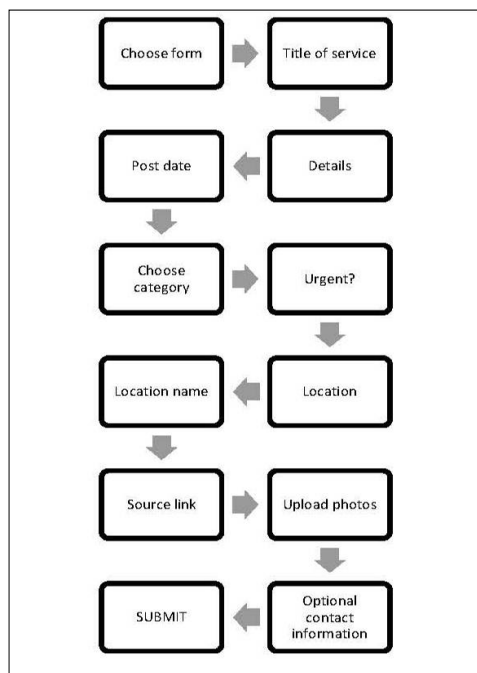 Choose form
Title of service
Details
Post date
Choose
category
Urgent?
Location
Location name
Source link
Upload photos
Optional
contact
information
SUBMIT